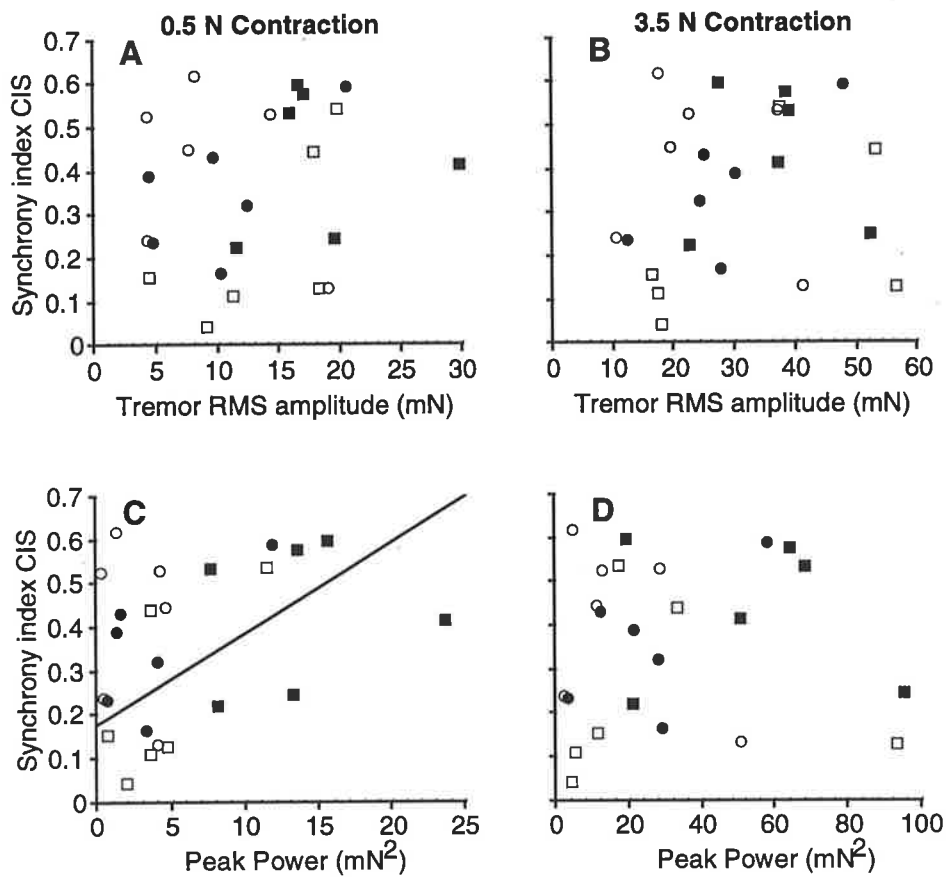 0.5 N Contraction
3.5 N Contraction
A
B
0.7
0.6
0.5
0.4
0.3
0.2
0.1
0
Synchrony index CIS
0 5 10 15 20 25 30
0 10 20 30 40 50 60
Tremor RMS amplitude (mN)
Tremor RMS amplitude (mN)
C
D
0.7
0.6
0.5
0.4
0.3
0.2
0.1
0
Synchrony index CIS
0 5 10 15 20 25
0 20 40 60 80 100
Peak Power (mN²)
Peak Power (mN²)